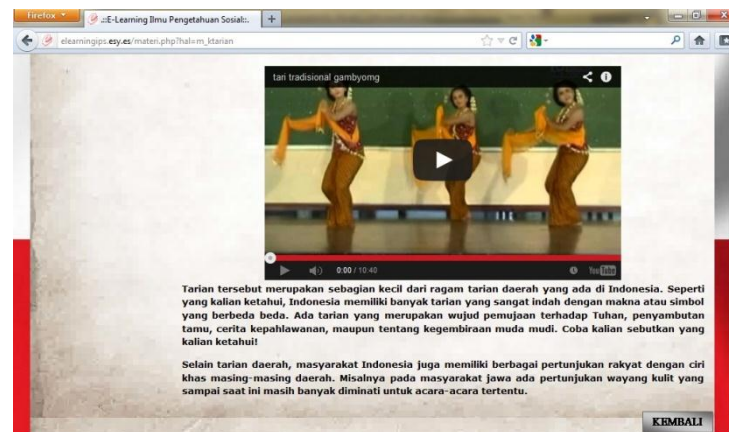 Firefox
.::E-Learning Ilmu Pengetahuan Sosial::.
elearningips.esy.es/materi.php?hal=m_ktarian
tari tradisional gambyomg
0:00 / 10:40
YouTube
Tarian tersebut merupakan sebagian kecil dari ragam tarian daerah yang ada di Indonesia. Seperti
yang kalian ketahui, Indonesia memiliki banyak tarian yang sangat indah dengan makna atau simbol
yang berbeda beda. Ada tarian yang merupakan wujud pemujaan terhadap Tuhan, penyambutan
tamu, cerita kepahlawanan, maupun tentang kegembiraan muda mudi. Coba kalian sebutkan yang
kalian ketahui!
Selain tarian daerah, masyarakat Indonesia juga memiliki berbagai pertunjukan rakyat dengan ciri
khas masing-masing daerah. Misalnya pada masyarakat jawa ada pertunjukan wayang kulit yang
sampai saat ini masih banyak diminati untuk acara-acara tertentu.
KEMBALI